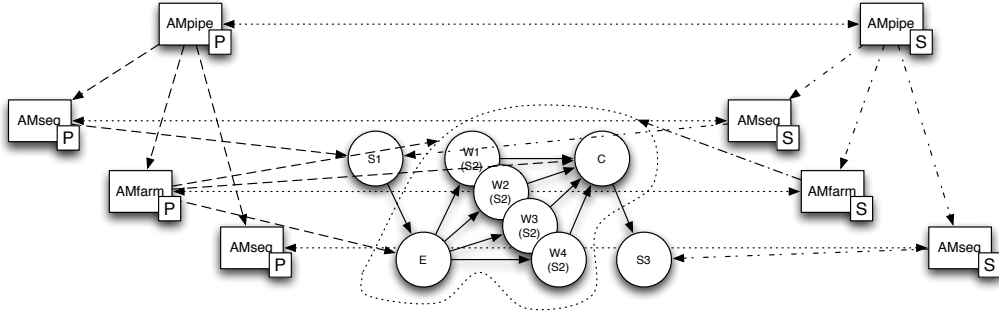 AMpipe
P
AMpipe
S
AMseq
P
AMseq
S
S1
W1
(S2)
C
W2
(S2)
AMfarm
P
AMfarm
S
W3
(S2)
AMseq
P
E
W4
(S2)
S3
AMseq
S